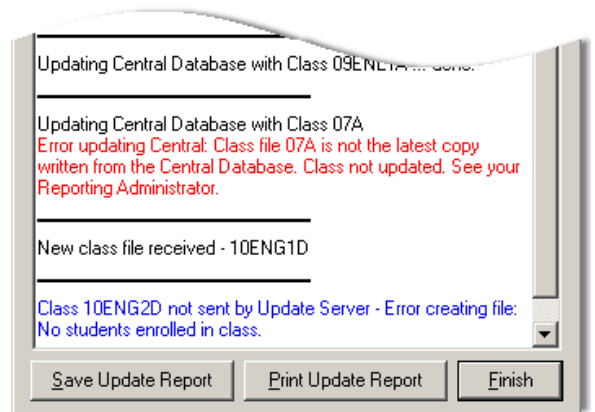 Updating Central Database with Class
Updating Central Database with Class 07A
Error updating Central: Class file 07A is not the latest copy
written from the Central Database. Class not updated. See your
Reporting Administrator.
New class file received - 10ENG1D
Class 10ENG2D not sent by Update Server - Error creating file:
No students enrolled in class.
Save Update Report
Print Update Report
Finish